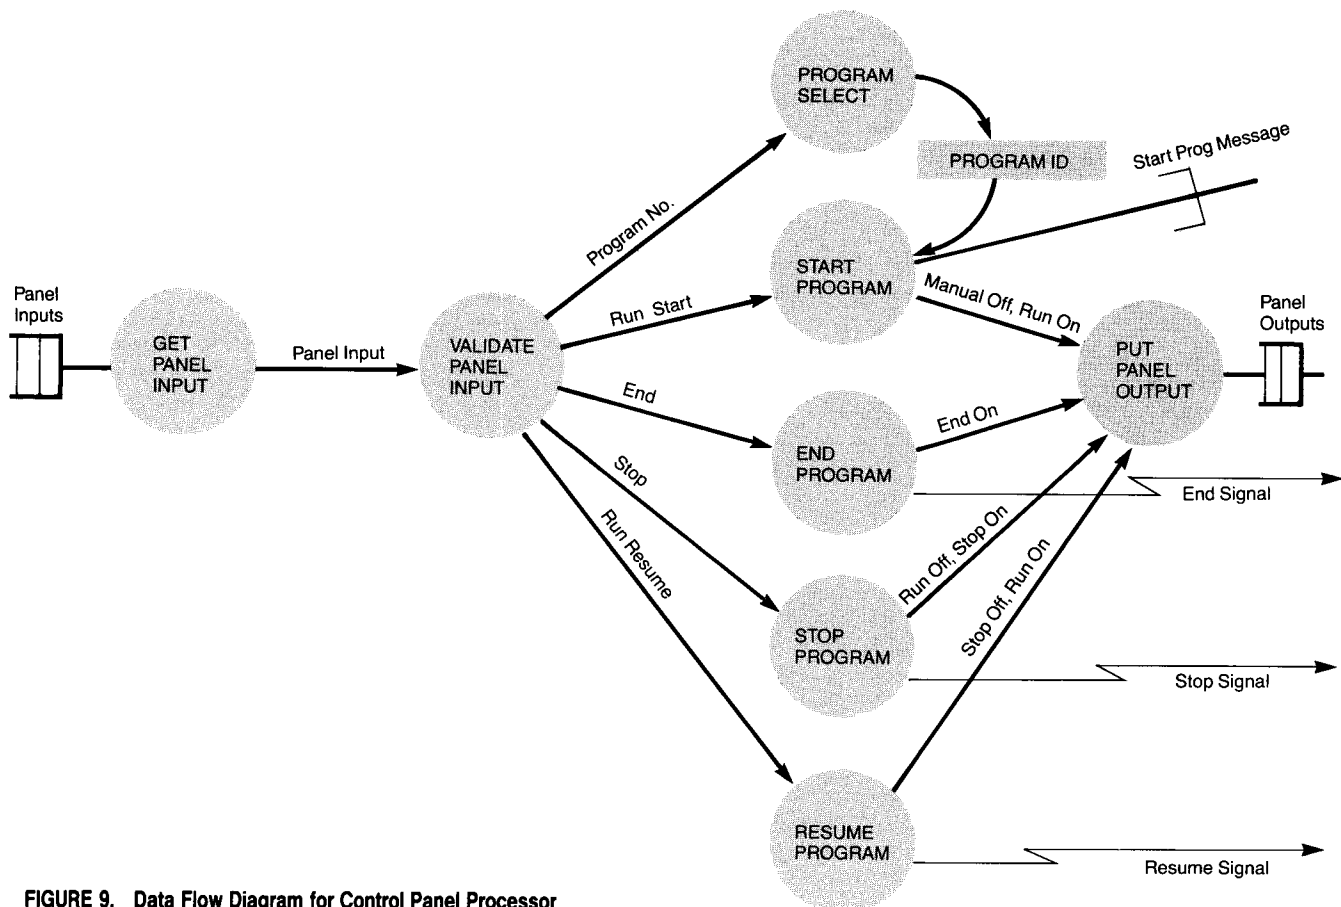 PROGRAM
SELECT
PROGRAM ID
Start Prog Message
Program No.
START
PROGRAM
Run Start
Manual Off, Run On
Panel
Inputs
GET
PANEL
INPUT
Panel Input
VALIDATE
PANEL
INPUT
PUT
PANEL
OUTPUT
Panel
Outputs
End
END
PROGRAM
End On
End Signal
Stop
STOP
PROGRAM
Run Off, Stop On
Stop Signal
Run Resume
RESUME
PROGRAM
Stop Off, Run On
Resume Signal
FIGURE 9. Data Flow Diagram for Control Panel Processor